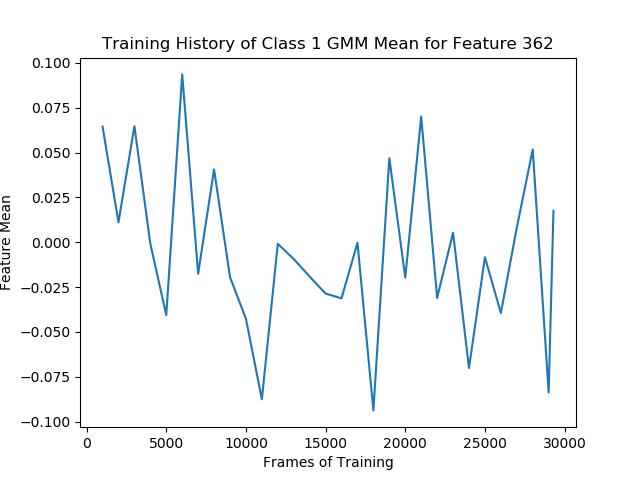 Training History of Class 1 GMM Mean for Feature 362
0.100
0.075
0.050
0.025
0.000
−0.025
−0.050
−0.075
−0.100
Feature Mean
0 5000 10000 15000 20000 25000 30000
Frames of Training